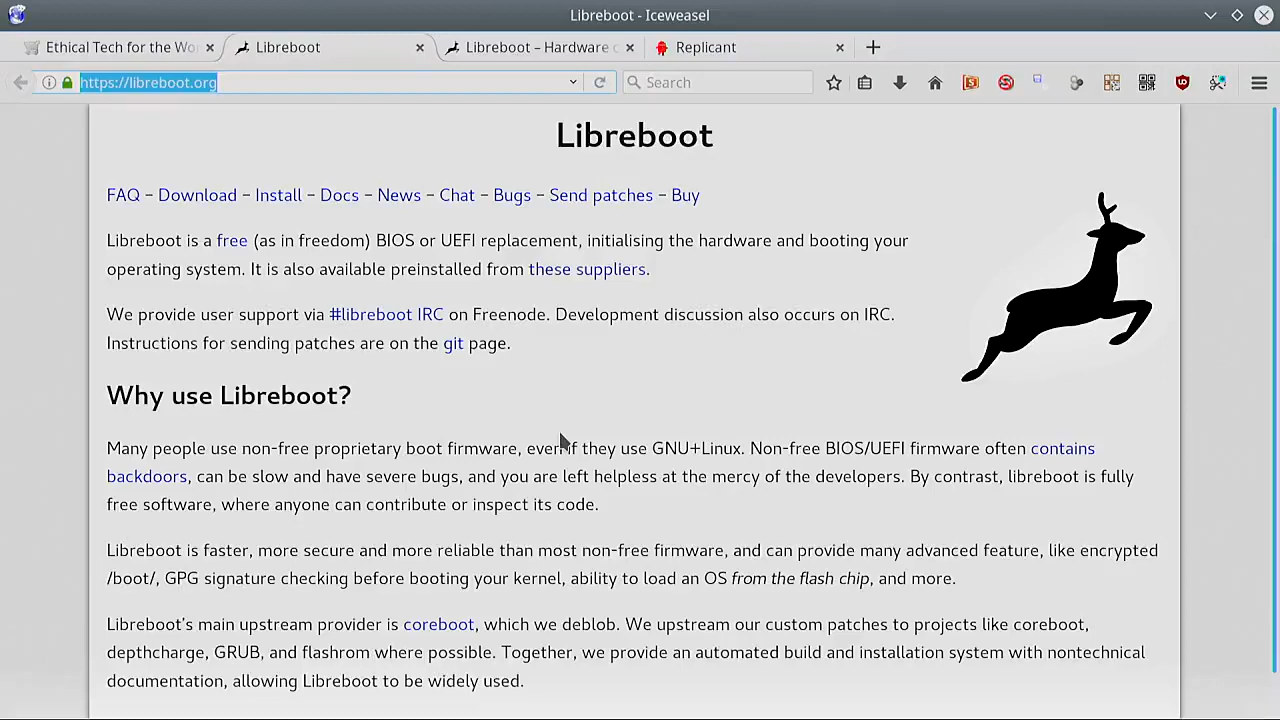 Libreboot - Iceweasel
Ethical Tech for the Wo
Libreboot
Libreboot – Hardware c
Replicant
https://libreboot.org
Search
Libreboot
FAQ – Download – Install – Docs – News – Chat – Bugs – Send patches – Buy
Libreboot is a free (as in freedom) BIOS or UEFI replacement, initialising the hardware and booting your
operating system. It is also available preinstalled from these suppliers.
We provide user support via #libreboot IRC on Freenode. Development discussion also occurs on IRC.
Instructions for sending patches are on the git page.
Why use Libreboot?
Many people use non-free proprietary boot firmware, even if they use GNU+Linux. Non-free BIOS/UEFI firmware often contains
backdoors, can be slow and have severe bugs, and you are left helpless at the mercy of the developers. By contrast, libreboot is fully
free software, where anyone can contribute or inspect its code.
Libreboot is faster, more secure and more reliable than most non-free firmware, and can provide many advanced feature, like encrypted
/boot/, GPG signature checking before booting your kernel, ability to load an OS from the flash chip, and more.
Libreboot's main upstream provider is coreboot, which we deblob. We upstream our custom patches to projects like coreboot,
depthcharge, GRUB, and flashrom where possible. Together, we provide an automated build and installation system with nontechnical
documentation, allowing Libreboot to be widely used.